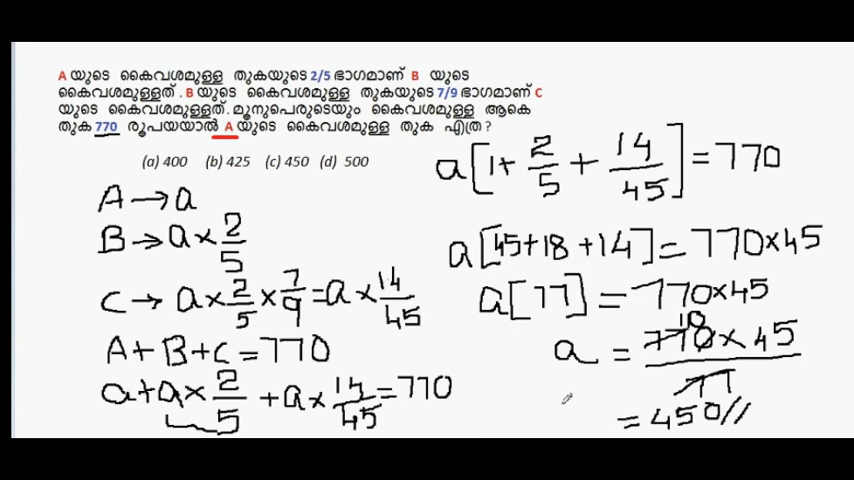 A യുടെ കൈവശമുള്ള തുകയുടെ 2/5 ഭാഗമാണ് B യുടെ
കൈവശമുള്ളത് . B യുടെ കൈവശമുള്ള തുകയുടെ 7/9 ഭാഗമാണ് C
യുടെ കൈവശമുള്ളത്. മൂന്നുപെരുടെയും കൈവശമുള്ള ആകെ
തുക 770 രൂപയയാൽ A യുടെ കൈവശമുള്ള തുക എത്ര ?
(a) 400 (b) 425 (c) 450 (d) 500
A → a
B → a × 2/5
C → a × 2/5 × 7/9 = a × 14/45
A + B + C = 770
a + a × 2/5 + a × 14/45 = 770
a [1 + 2/5 + 14/45] = 770
a [45 + 18 + 14] = 770 × 45
a [77] = 770 × 45
a = 770 × 45 / 77
10
= 450//